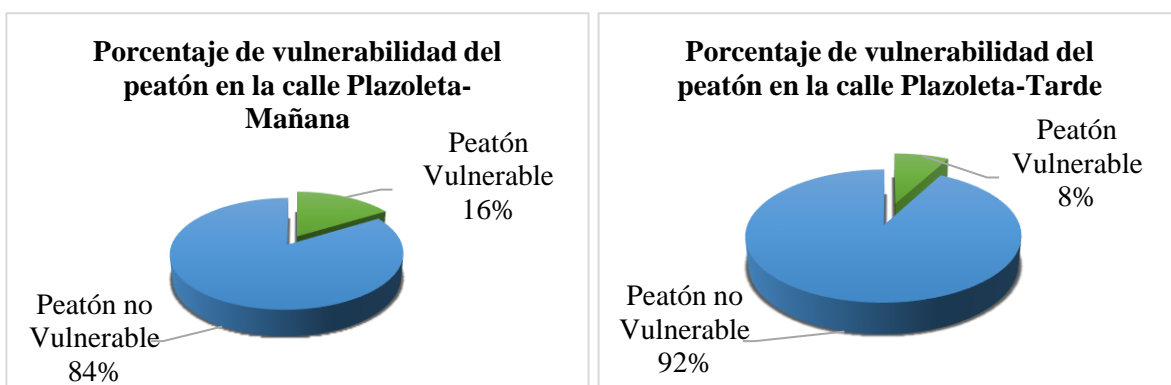 Porcentaje de vulnerabilidad del
peatón en la calle Plazoleta-
Mañana
Peatón
Vulnerable
16%
Peatón no
Vulnerable
84%
Porcentaje de vulnerabilidad del
peatón en la calle Plazoleta-Tarde
Peatón
Vulnerable
8%
Peatón no
Vulnerable
92%